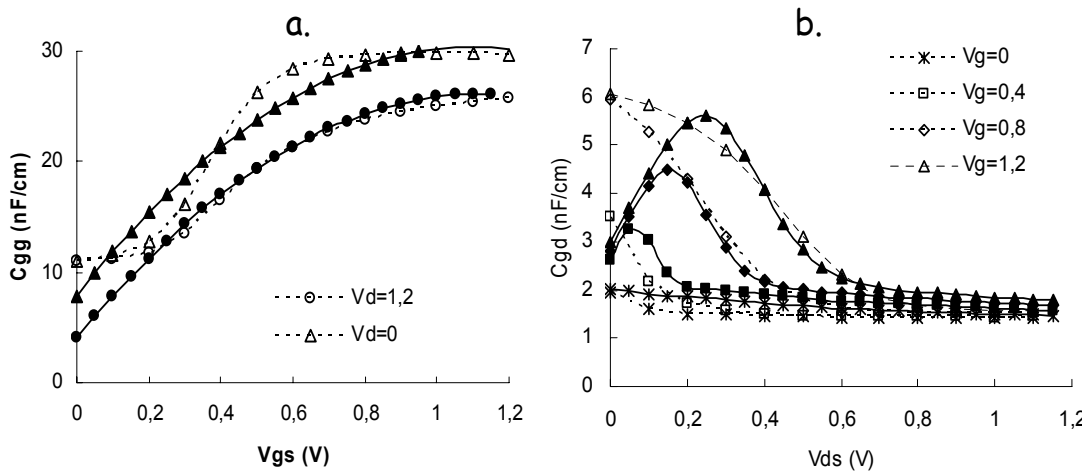 a.
Cgg (nF/cm)
30
20
10
0
0 0,2 0,4 0,6 0,8 1 1,2
Vgs (V)
Vd=1,2
Vd=0
b.
Cgd (nF/cm)
7
6
5
4
3
2
1
0
0 0,2 0,4 0,6 0,8 1 1,2
Vds (V)
Vg=0
Vg=0,4
Vg=0,8
Vg=1,2